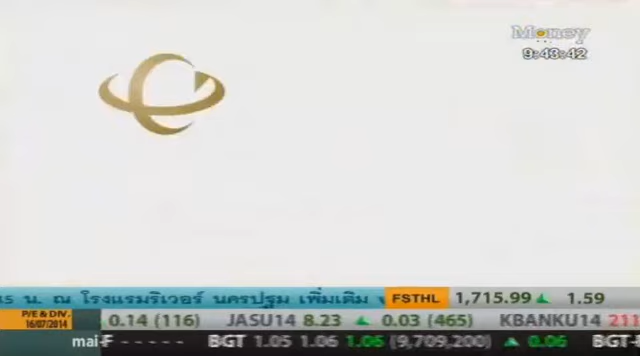 Money
9:43:42
45 น. ณ โรงแรมริเวอร์ นครปฐม เพิ่มเติม
FSTHL 1,715.99 ▲ 1.59
P/E & DIV.
16/07/2014
0.14 (116) JASU14 8.23 ▲ 0.03 (465) KBANKU14 211
mai-F - - - - - BGT 1.05 1.06 1.06 (9,709,200) ▲ 0.06 BGT-